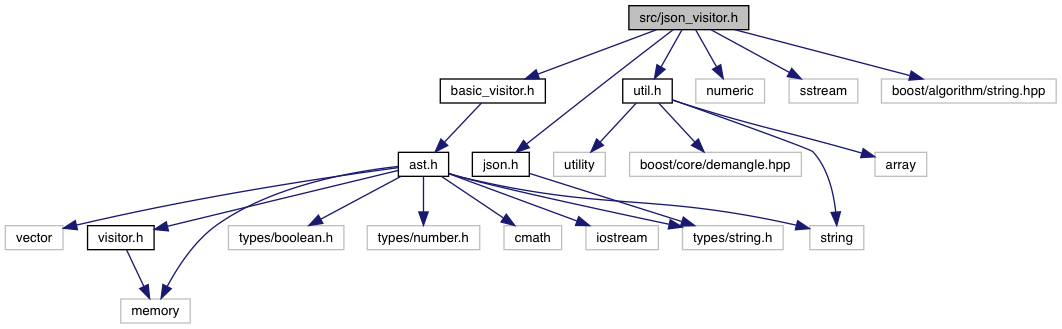 src/json_visitor.h
basic_visitor.h
util.h
numeric
sstream
boost/algorithm/string.hpp
ast.h
json.h
utility
boost/core/demangle.hpp
array
vector
visitor.h
types/boolean.h
types/number.h
cmath
iostream
types/string.h
string
memory